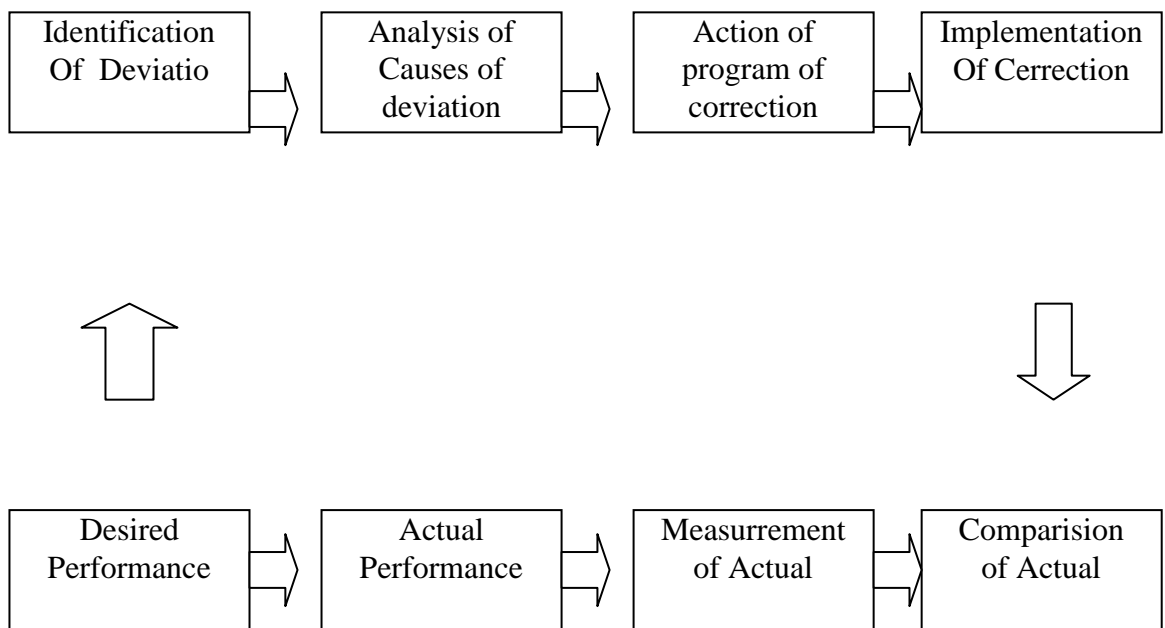 Identification
Of Deviatio
Analysis of
Causes of
deviation
Action of
program of
correction
Implementation
Of Cerrection
Desired
Performance
Actual
Performance
Measurrement
of Actual
Comparision
of Actual